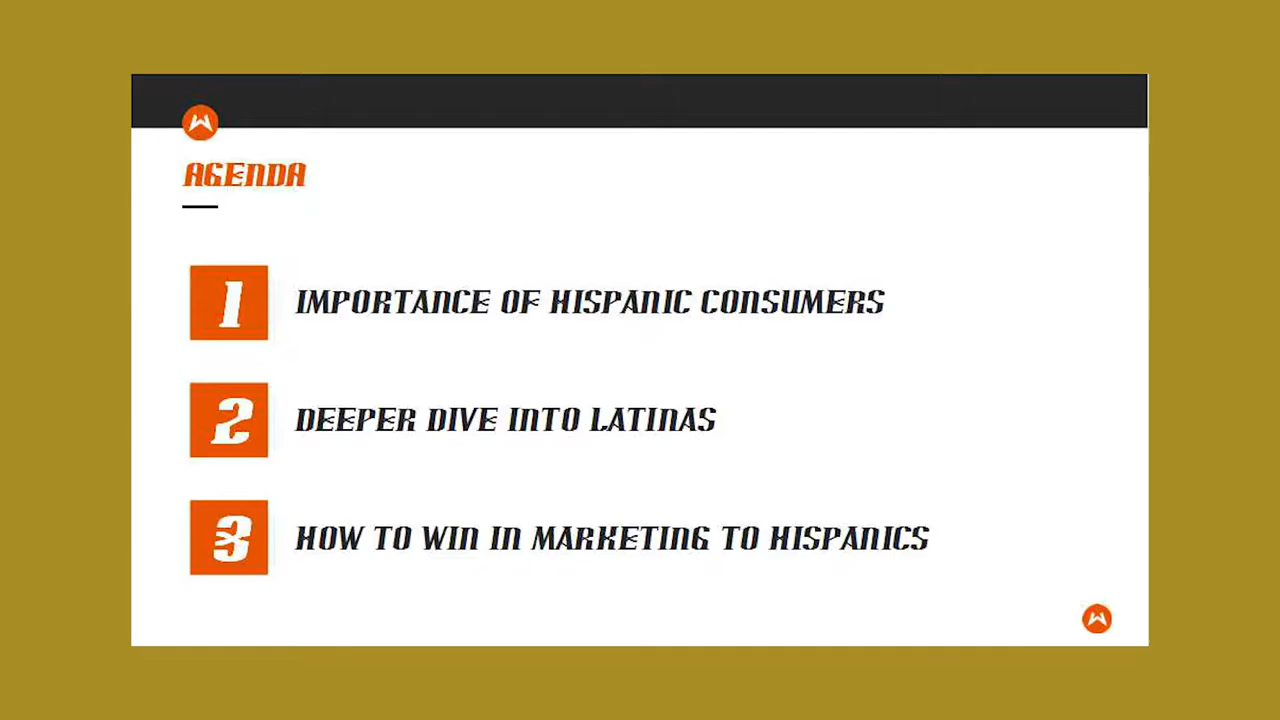 AGENDA
1 IMPORTANCE OF HISPANIC CONSUMERS
2 DEEPER DIVE INTO LATINAS
3 HOW TO WIN IN MARKETING TO HISPANICS